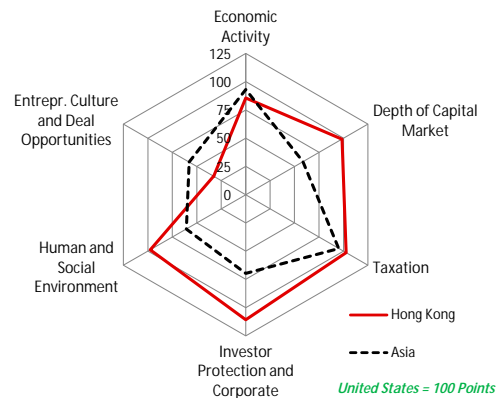 Economic
Activity
125
100
75
50
25
0
Entrepr. Culture
and Deal
Opportunities
Depth of Capital
Market
Human and
Social
Environment
Taxation
Investor
Protection and
Corporate
Hong Kong
Asia
United States = 100 Points